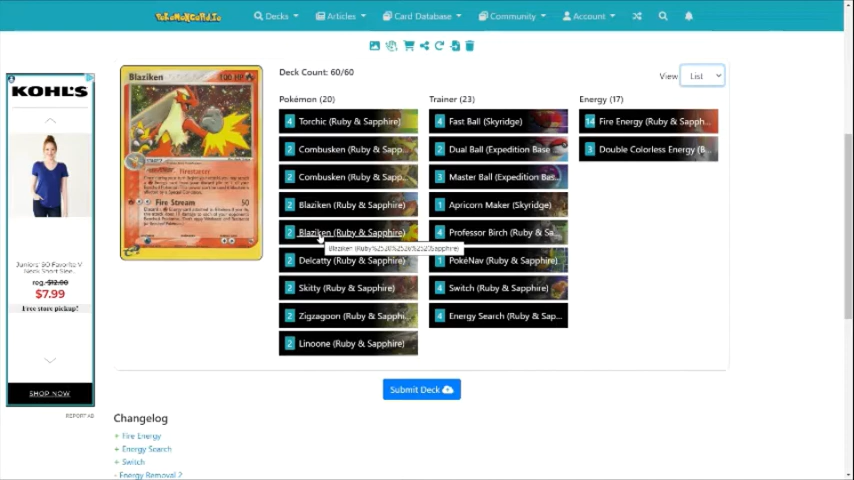 PokemonCard.io
Decks
Articles
Card Database
Community
Account
Deck Count: 60/60
View
List
KOHL'S
Blaziken
100 HP
Firestarter
Fire Stream
50
Pokémon (20)
4 Torchic (Ruby & Sapphire)
2 Combusken (Ruby & Sapp...
2 Combusken (Ruby & Sapp...
2 Blaziken (Ruby & Sapphire)
2 Blaziken (Ruby & Sapphire)
Blaziken (Ruby%2520%2526%2520Sapphire)
2 Delcatty (Ruby & Sapphire)
2 Skitty (Ruby & Sapphire)
2 Zigzagoon (Ruby & Sapphi...
2 Linoone (Ruby & Sapphire)
Trainer (23)
4 Fast Ball (Skyridge)
2 Dual Ball (Expedition Base
3 Master Ball (Expedition Bas...
1 Apricorn Maker (Skyridge)
4 Professor Birch (Ruby & Sa...
1 PokéNav (Ruby & Sapphire)
4 Switch (Ruby & Sapphire)
4 Energy Search (Ruby & Sap...
Energy (17)
14 Fire Energy (Ruby & Sapph...
3 Double Colorless Energy (B...
Juniors' SO Favorite V
Neck Short Slee...
reg. $12.00
$7.99
Free store pickup!
SHOP NOW
REPORT AD
Submit Deck
Changelog
+ Fire Energy
+ Energy Search
+ Switch
- Energy Removal 2